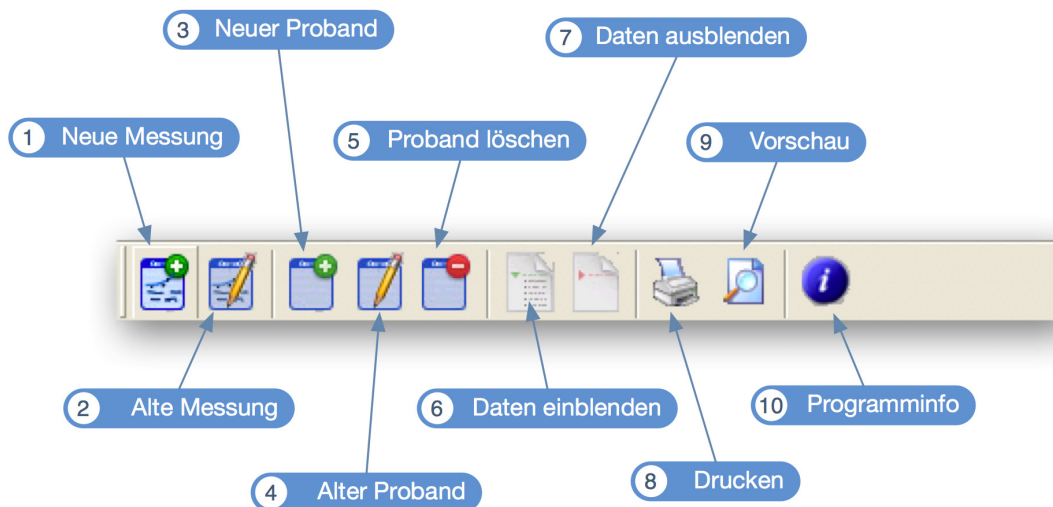 3 Neuer Proband
7 Daten ausblenden
1 Neue Messung
5 Proband löschen
9 Vorschau
2 Alte Messung
6 Daten einblenden
10 Programminfo
4 Alter Proband
8 Drucken